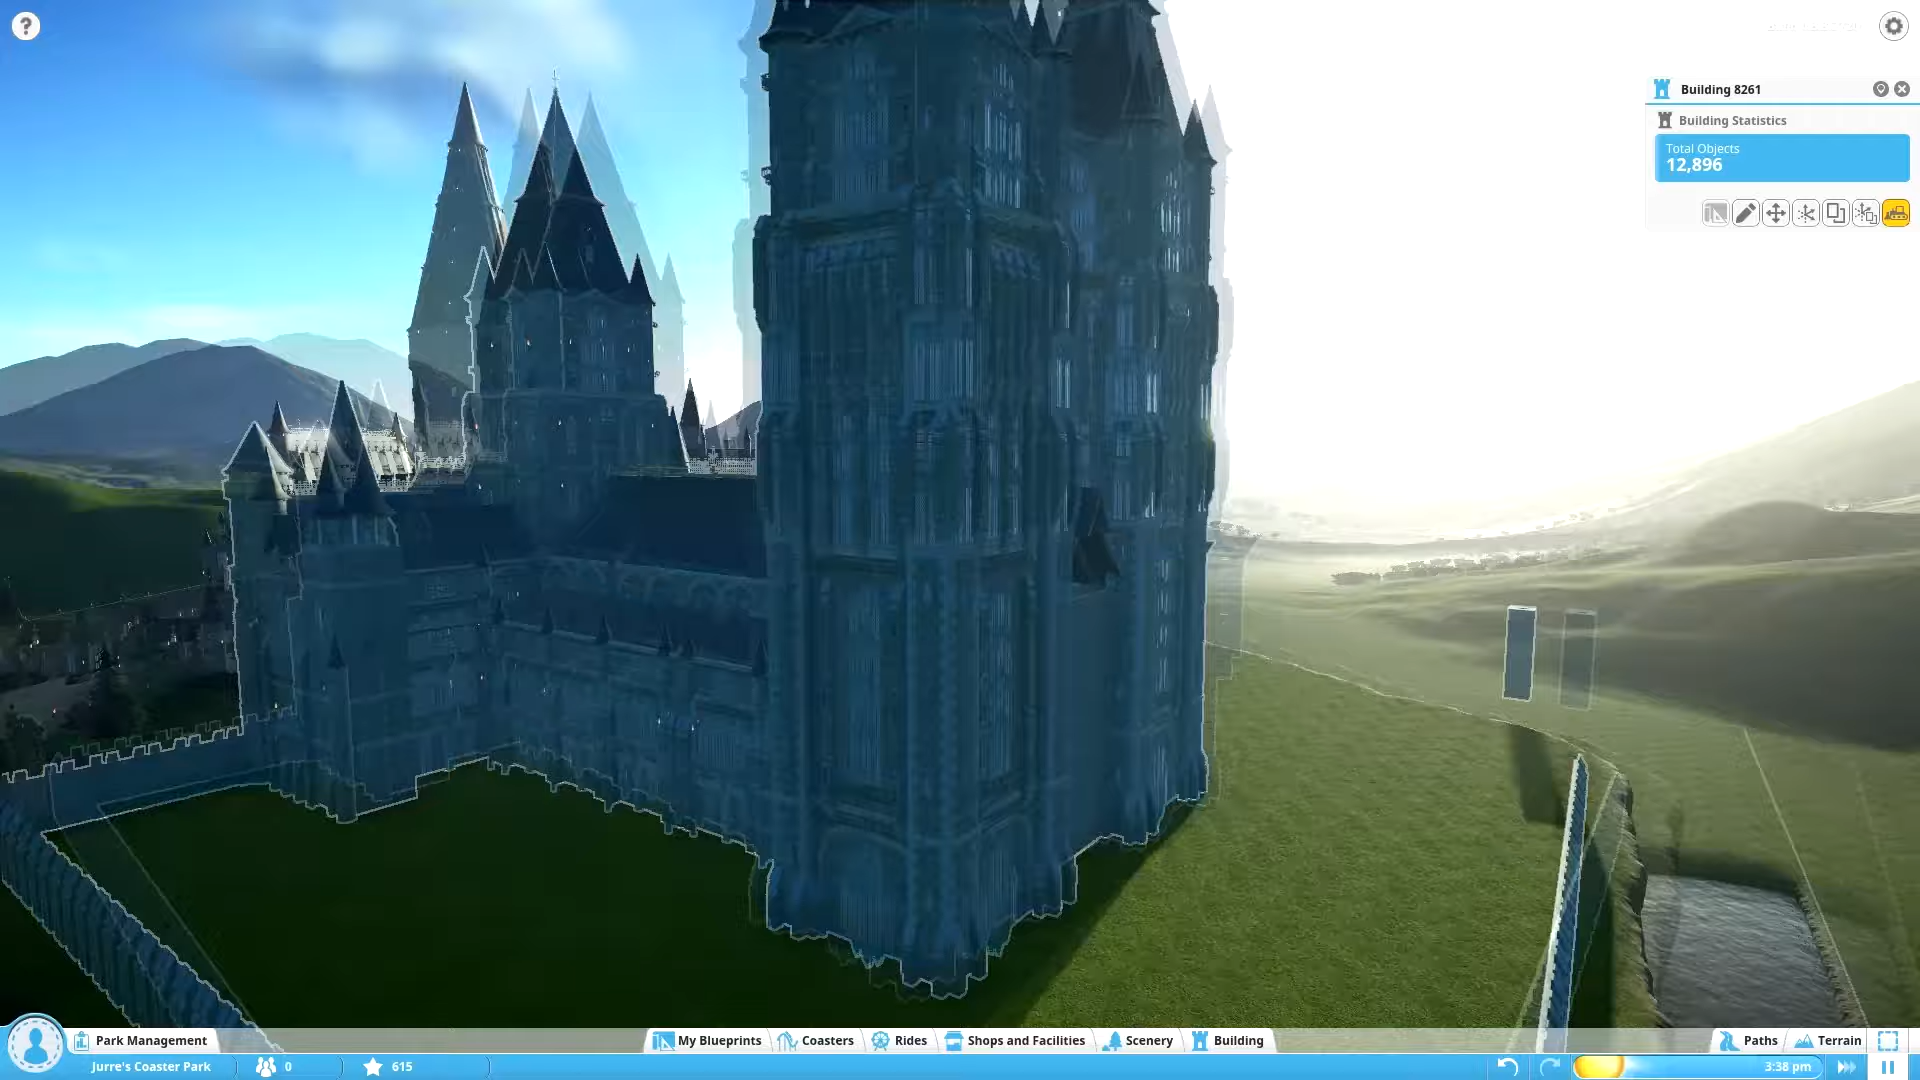 ?
Building 8261
Building Statistics
Total Objects
12,896
Park Management
My Blueprints
Coasters
Rides
Shops and Facilities
Scenery
Building
Paths
Terrain
Jurre's Coaster Park
0
615
3:38 pm